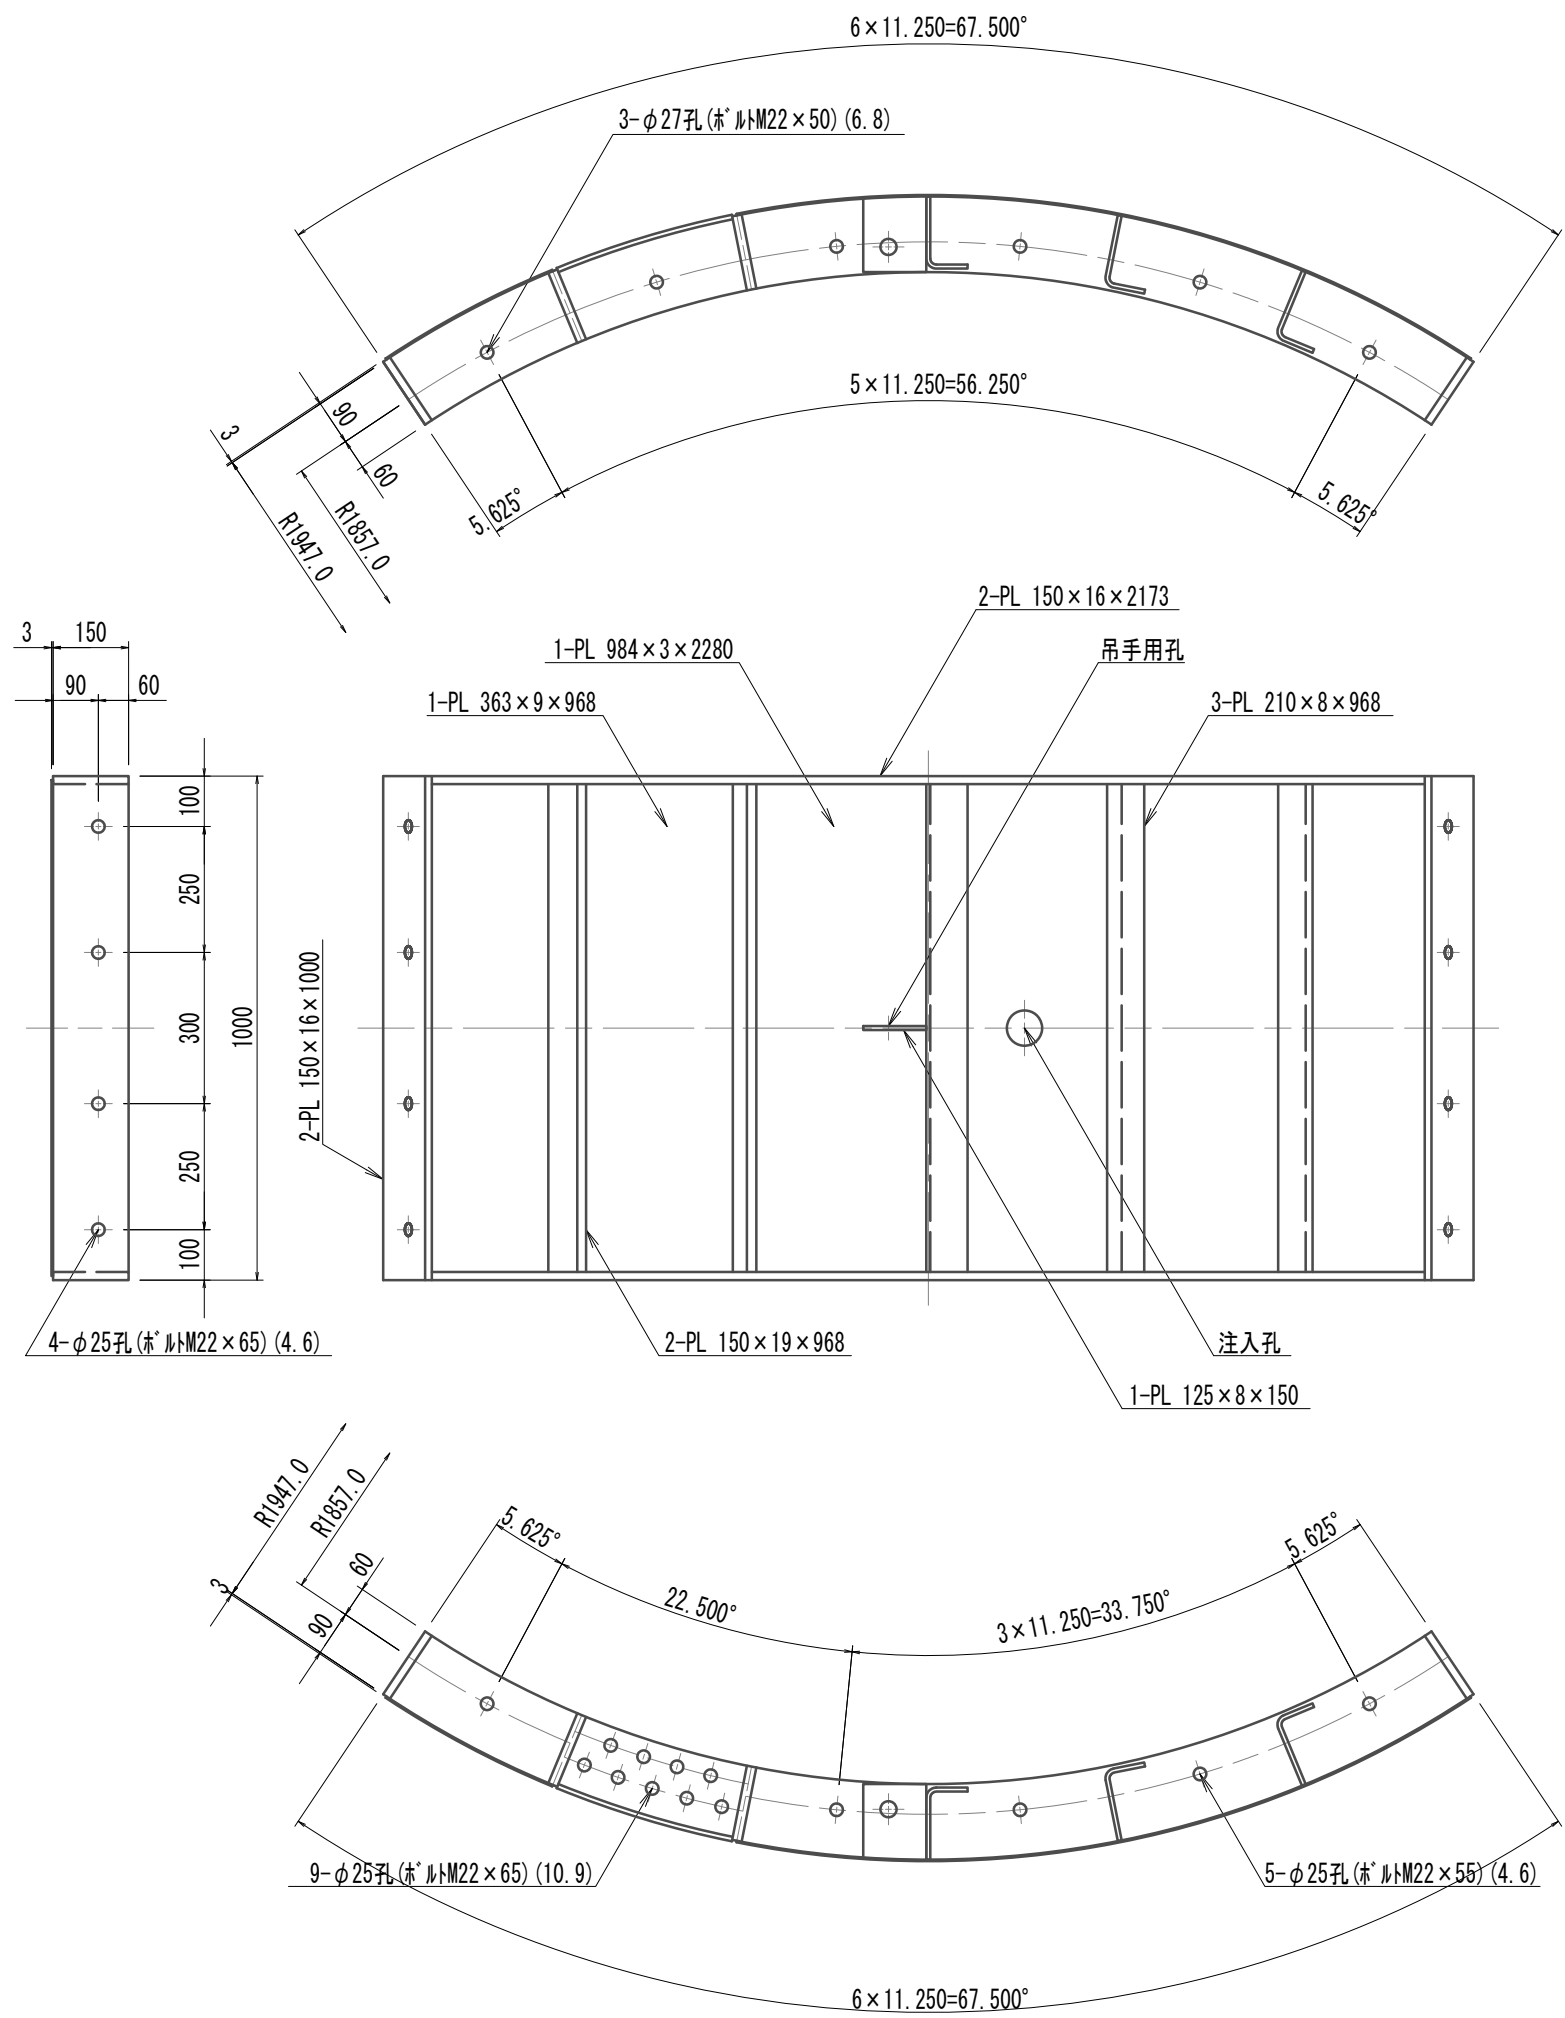 6×11.250=67.500°
3-φ27孔(ﾎﾞﾙﾄM22×50)(6.8)
5×11.250=56.250°
3
90
60
5.625°
5.625°
R1857.0
R1947.0
2-PL 150×16×2173
3
150
1-PL 984×3×2280
吊手用孔
90
60
1-PL 363×9×968
3-PL 210×8×968
100
250
2-PL 150×16×1000
300
1000
250
100
4-φ25孔(ﾎﾞﾙﾄM22×65)(4.6)
2-PL 150×19×968
注入孔
1-PL 125×8×150
R1947.0
R1857.0
5.625°
5.625°
60
3
90
22.500°
3×11.250=33.750°
9-φ25孔(ﾎﾞﾙﾄM22×65)(10.9)
5-φ25孔(ﾎﾞﾙﾄM22×55)(4.6)
6×11.250=67.500°